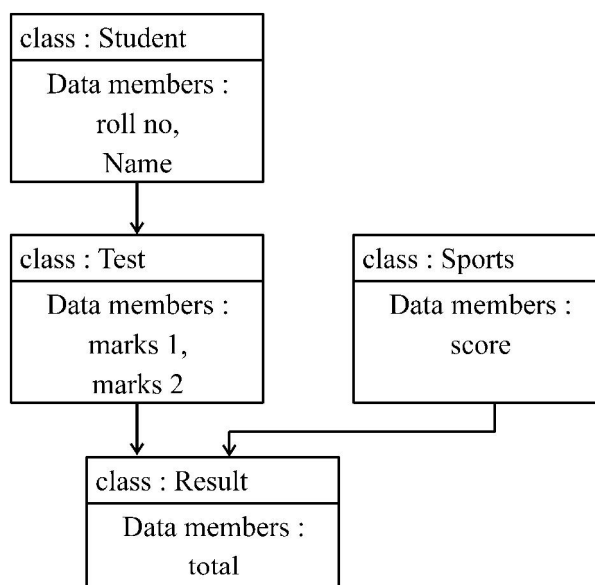 class : Student
Data members :
roll no,
Name
class : Test
Data members :
marks 1,
marks 2
class : Sports
Data members :
score
class : Result
Data members :
total